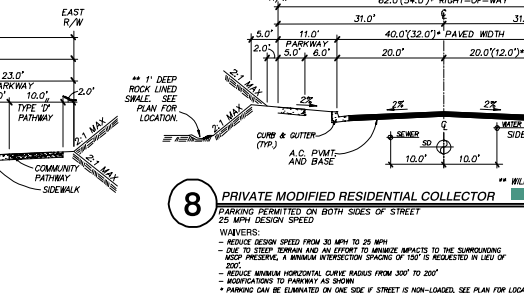 62.0'(54.0')* RIGHT-OF-WAY
EAST
R/W
31.0'
5.0'
11.0'
40.0'(32.0')* PAVED WIDTH
PARKWAY
2.0'
5.0'
6.0'
20.0'
20.0'(12.0')*
23.0'
PARKWAY
10.0'
2.0'
TYPE 'D'
PATHWAY
2:1 MAX
2:1 MAX
COMMUNITY
PATHWAY
SIDEWALK
** 1' DEEP
ROCK LINED
SWALE. SEE
PLAN FOR
LOCATION.
2:1 MAX
2:1 MAX
2%
2%
2%
CURB & GUTTER
(TYP.)
A.C. PVMT.
AND BASE
SEWER
SD
WATER
10.0'
10.0'
8
PRIVATE MODIFIED RESIDENTIAL COLLECTOR
PARKING PERMITTED ON BOTH SIDES OF STREET
25 MPH DESIGN SPEED
WAIVERS:
- REDUCE DESIGN SPEED FROM 30 MPH TO 25 MPH
- DUE TO STEEP TERRAIN AND AN EFFORT TO MINIMIZE IMPACTS TO THE SURROUNDING
MSCP PRESERVE, A MINIMUM INTERSECTION SPACING OF 150' IS REQUESTED IN LIEU OF
200'.
- REDUCE MINIMUM HORIZONTAL CURVE RADIUS FROM 300' TO 200'
- MODIFICATIONS TO PARKWAY AS SHOWN
* PARKING CAN BE ELIMINATED ON ONE SIDE IF STREET IS NON-LOADED. SEE PLAN FOR